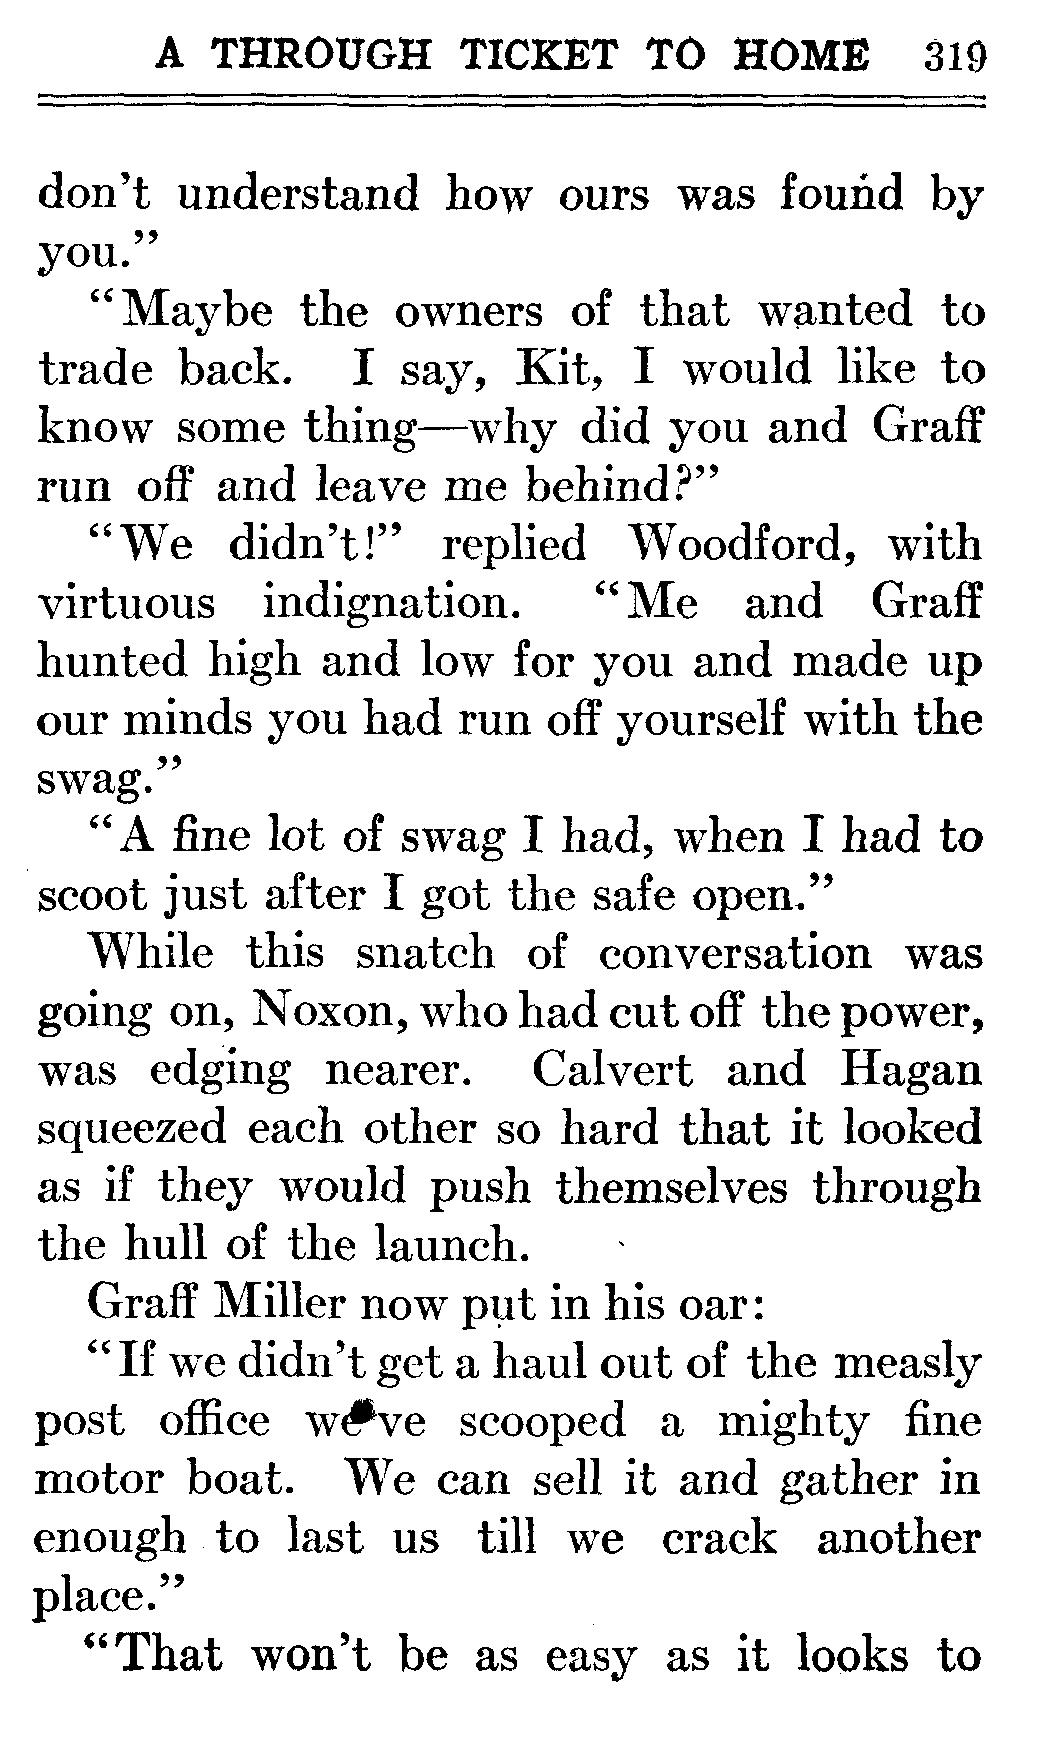 A THROUGH TICKET TO HOME 319
don't understand how ours was found by
you."
"Maybe the owners of that wanted to
trade back. I say, Kit, I would like to
know some thing—why did you and Graff
run off and leave me behind?"
"We didn't!" replied Woodford, with
virtuous indignation. "Me and Graff
hunted high and low for you and made up
our minds you had run off yourself with the
swag."
"A fine lot of swag I had, when I had to
scoot just after I got the safe open."
While this snatch of conversation was
going on, Noxon, who had cut off the power,
was edging nearer. Calvert and Hagan
squeezed each other so hard that it looked
as if they would push themselves through
the hull of the launch.
Graff Miller now put in his oar:
"If we didn't get a haul out of the measly
post office we've scooped a mighty fine
motor boat. We can sell it and gather in
enough to last us till we crack another
place."
"That won't be as easy as it looks to